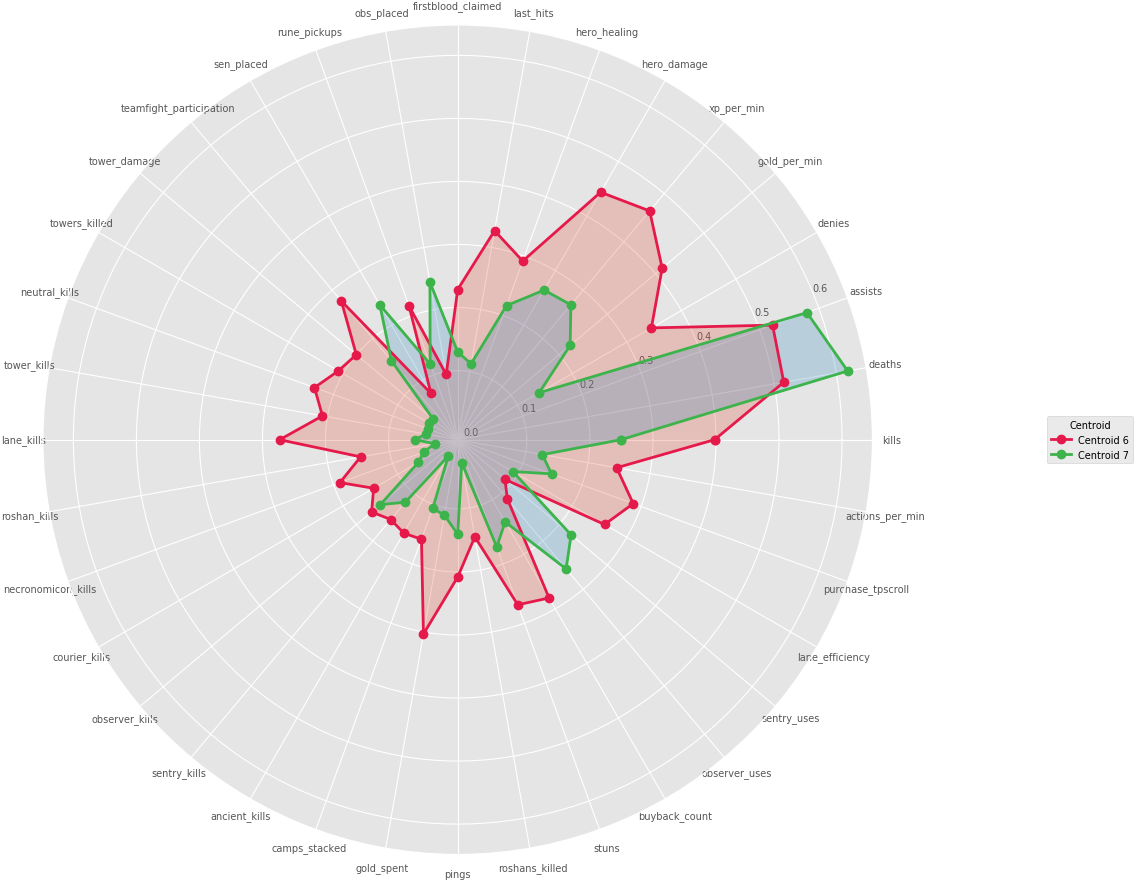 firstblood_claimed
obs_placed
last_hits
rune_pickups
hero_healing
sen_placed
hero_damage
teamfight_participation
xp_per_min
tower_damage
gold_per_min
towers_killed
denies
neutral_kills
assists
0.6
0.5
0.4
0.3
0.2
0.1
0.0
tower_kills
deaths
lane_kills
kills
Centroid
Centroid 6
Centroid 7
roshan_kills
actions_per_min
necronomicon_kills
purchase_tpscroll
courier_kills
lane_efficiency
observer_kills
sentry_uses
sentry_kills
observer_uses
ancient_kills
buyback_count
camps_stacked
stuns
gold_spent
roshans_killed
pings